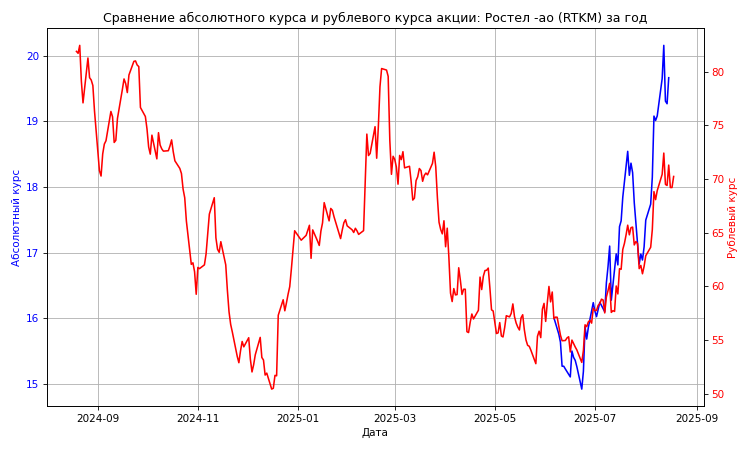 Сравнение абсолютного курса и рублевого курса акции: Ростел -ао (RTKM) за год
Абсолютный курс
20
19
18
17
16
15
80
75
70
65
60
55
50
Рублевый курс
2024-09 2024-11 2025-01 2025-03 2025-05 2025-07 2025-09
Дата